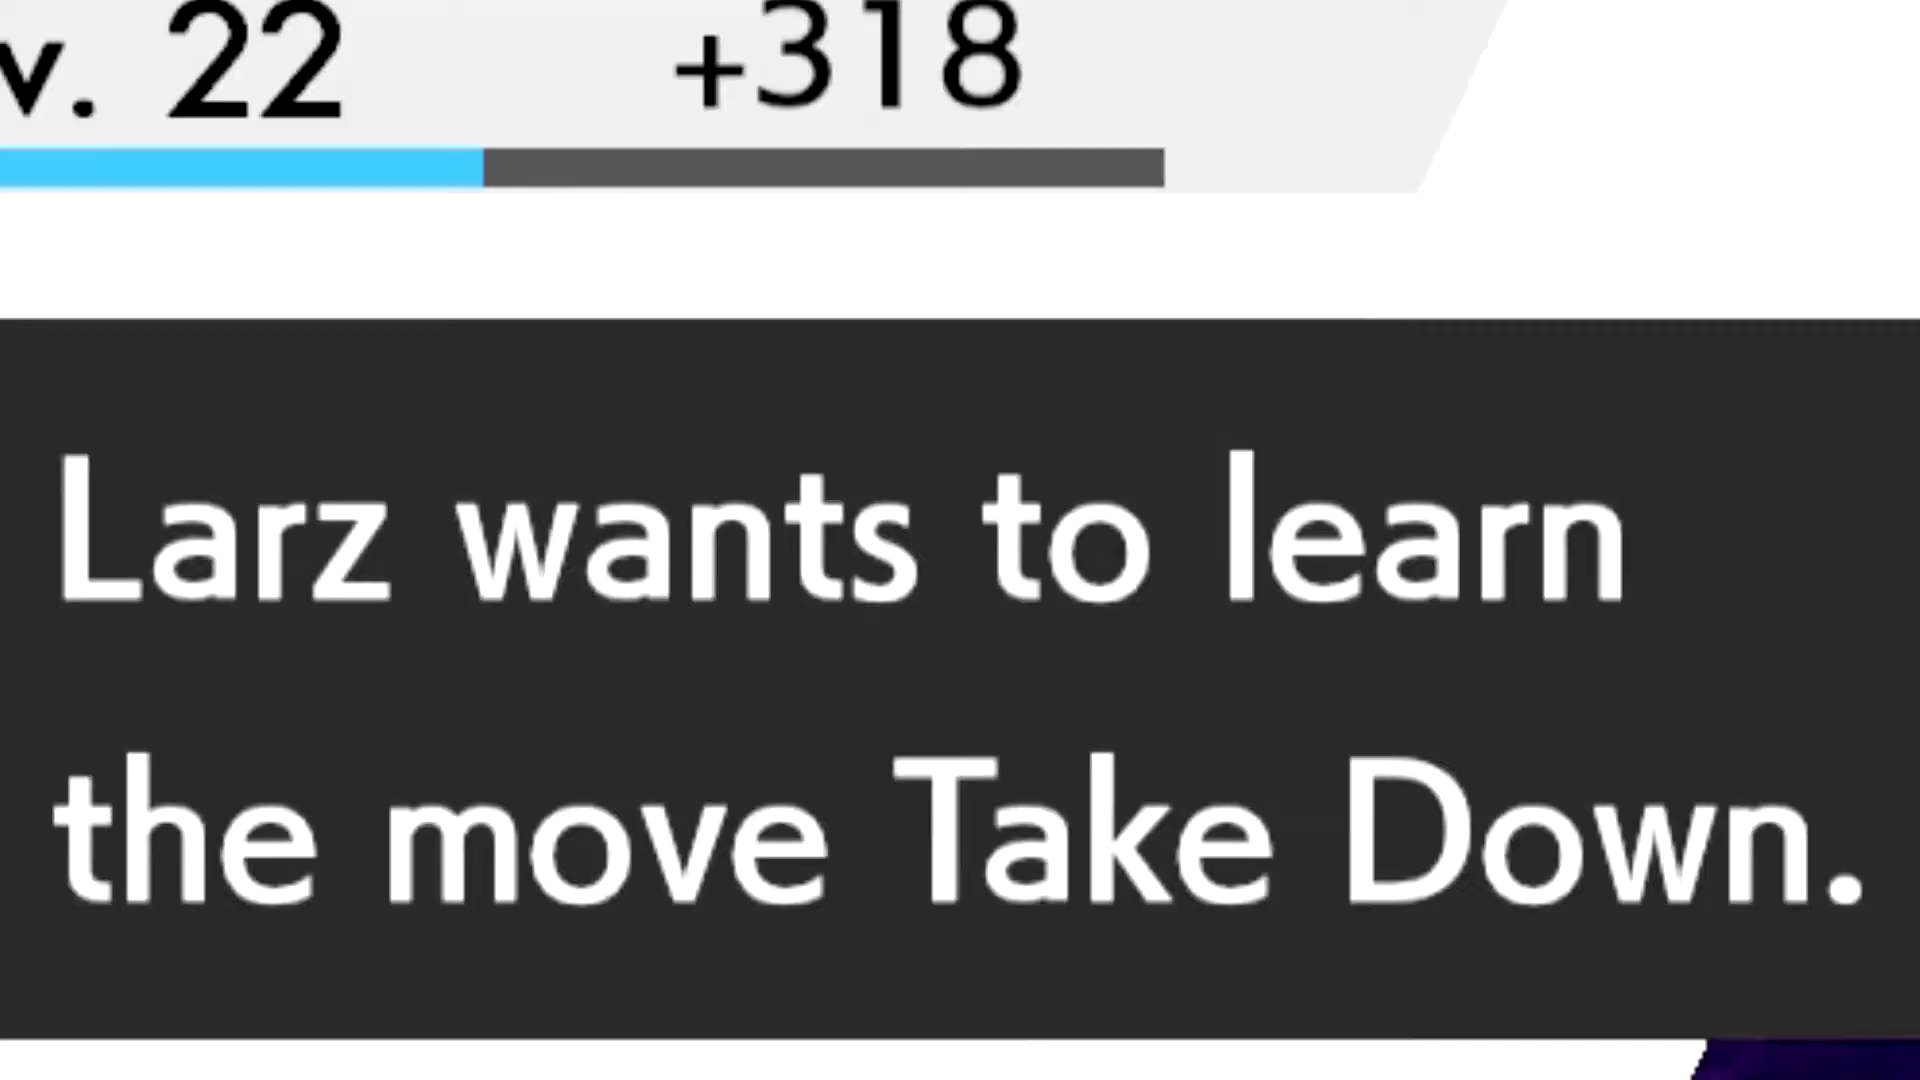 v. 22 +318
Larz wants to learn
the move Take Down.